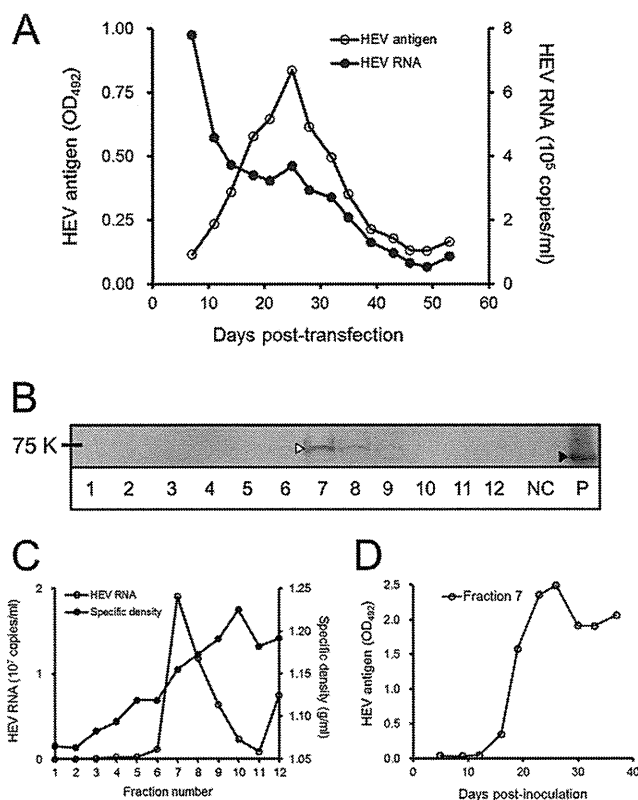 A
HEV antigen
HEV RNA
HEV antigen (OD492)
1.00
0.75
0.50
0.25
0.00
HEV RNA (10⁵ copies/ml)
8
6
4
2
0
0 10 20 30 40 50 60
Days post-transfection
B
75 K
1 2 3 4 5 6 7 8 9 10 11 12 NC P
C
HEV RNA
Specific density
HEV RNA (10⁷ copies/ml)
2
1
0
Specific density (g/ml)
1.25
1.20
1.15
1.10
1.05
1 2 3 4 5 6 7 8 9 10 11 12
Fraction number
D
Fraction 7
HEV antigen (OD492)
2.5
2.0
1.5
1.0
0.5
0.0
0 10 20 30 40
Days post-inoculation